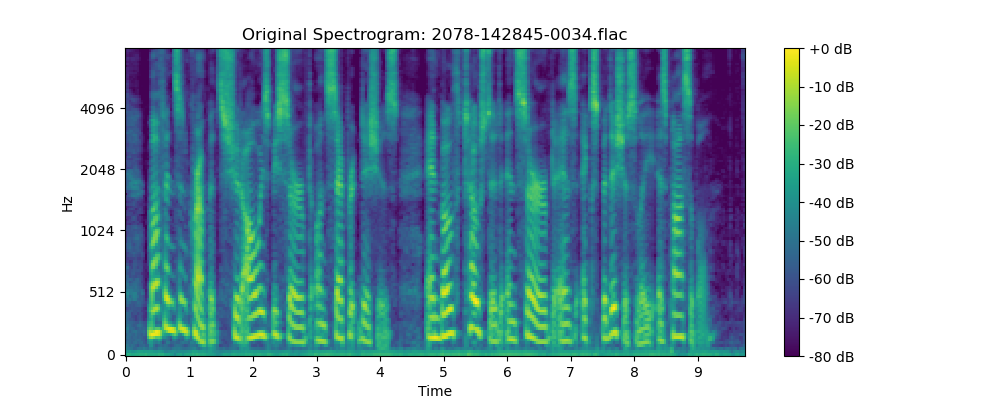 Original Spectrogram: 2078-142845-0034.flac
Hz
4096
2048
1024
512
0
0 1 2 3 4 5 6 7 8 9
Time
+0 dB
-10 dB
-20 dB
-30 dB
-40 dB
-50 dB
-60 dB
-70 dB
-80 dB